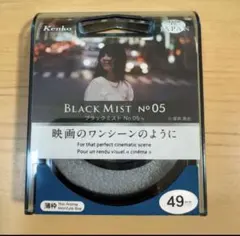 Kenko
JAPAN
BLACK MIST Nº 05
ブラックミスト No.05
映画のワンシーンのように
For that perfect cinematic scene
Pour un rendu visuel « cinéma »
薄枠
49mm